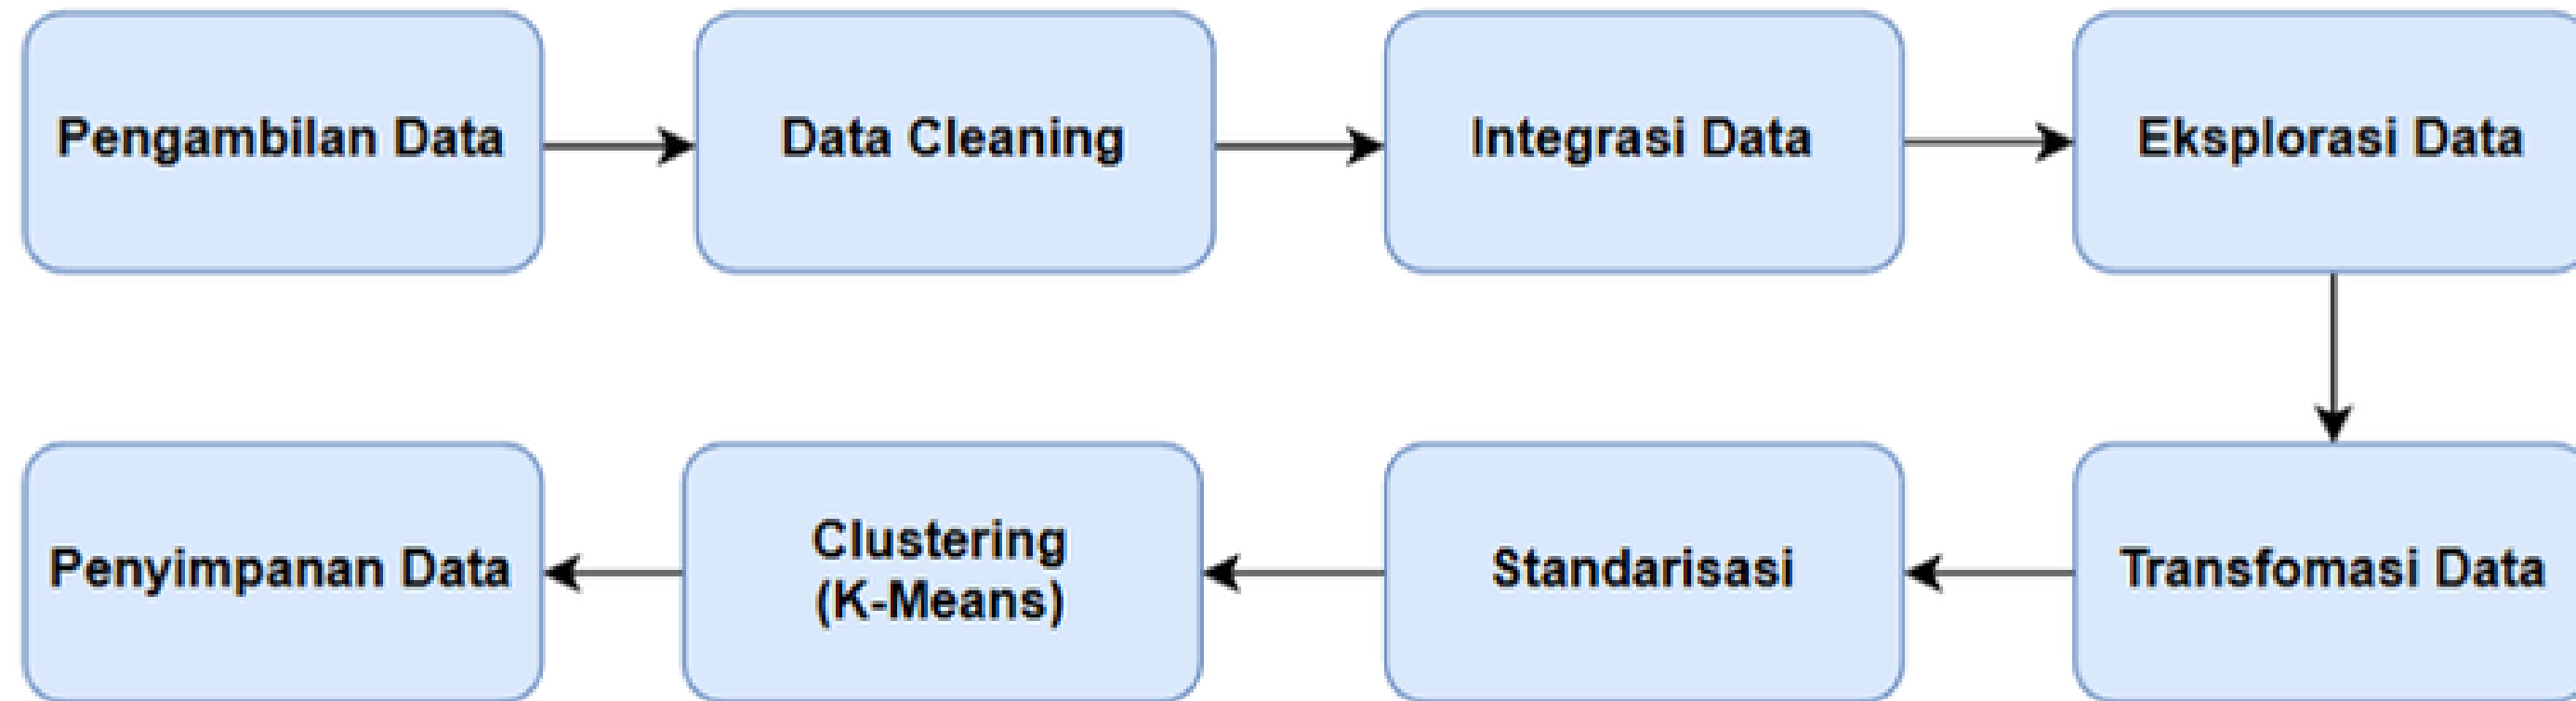 Pengambilan Data
Data Cleaning
Integrasi Data
Eksplorasi Data
Transfomasi Data
Standarisasi
Clustering
(K-Means)
Penyimpanan Data